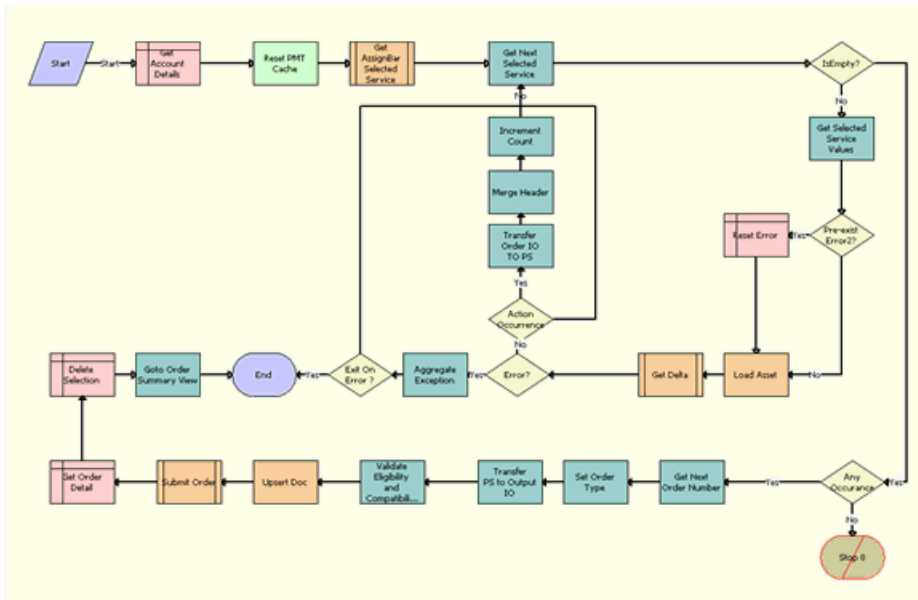 Start
Start
Get
Account
Details
Reset PMT
Cache
Get
AssignBar
Selected
Service
Get Next
Selected
Service
IsEmpty?
No
No
Increment
Count
Get Selected
Service
Values
Merge Header
Transfer
Order IO
TO PS
Reset Error
Yes
Pre-exist
Error2?
Yes
Action
Occurrence
No
Delete
Selection
Goto Order
Summary View
End
Yes
Exit On
Error ?
Aggregate
Exception
Yes
Error?
Get Delta
Load Asset
No
Set Order
Detail
Submit Order
Upsert Doc
Validate
Eligibility
and
Compatibili...
Transfer
PS to Output
IO
Set Order
Type
Get Next
Order Number
Yes
Any
Occurance
Yes
No
Stop 0